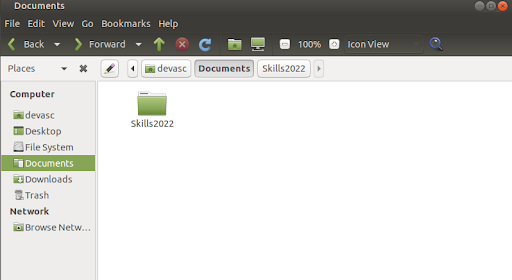 Documents
File Edit View Go Bookmarks Help
Back Forward 100% Icon View
Places devasc Documents Skills2022
Computer
devasc
Desktop
File System
Documents
Downloads
Trash
Network
Browse Netw...
Skills2022